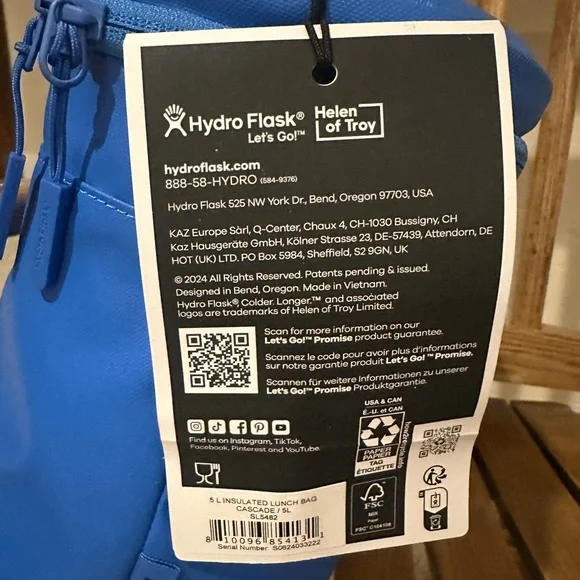 Hydro Flask®
Let's Go!™
Helen
of Troy
hydroflask.com
888-58-HYDRO (584-9376)
Hydro Flask 525 NW York Dr., Bend, Oregon 97703, USA
KAZ Europe Sàrl, Q-Center, Chaux 4, CH-1030 Bussigny, CH
Kaz Hausgeräte GmbH, Kölner Strasse 23, DE-57439, Attendorn, DE
HOT (UK) LTD. PO Box 5984, Sheffield, S2 9GN, UK
© 2024 All Rights Reserved. Patents pending & issued.
Designed in Bend, Oregon. Made in Vietnam.
Hydro Flask® Colder. Longer.™ and associated
logos are trademarks of Helen of Troy Limited.
Scan for more information on our
Let's Go!™ Promise product guarantee.
Scannez le code pour avoir plus d'informations
sur notre garantie produit Let's Go! ™ Promise.
Scannen für weitere Informationen zu unserer
Let's Go!™ Promise Produktgarantie.
Find us on Instagram, TikTok,
Facebook, Pinterest and YouTube.
USA & CAN
É.-U. et CAN
PAPER
PAPIER
TAG
ÉTIQUETTE
how2recycle.info
FSC
MIX
Paper
FSC® C104108
5 L INSULATED LUNCH BAG
CASCADE / 5L
SL5482
8 10096 85413 1
Serial Number: S0624033222
Hydro Flask